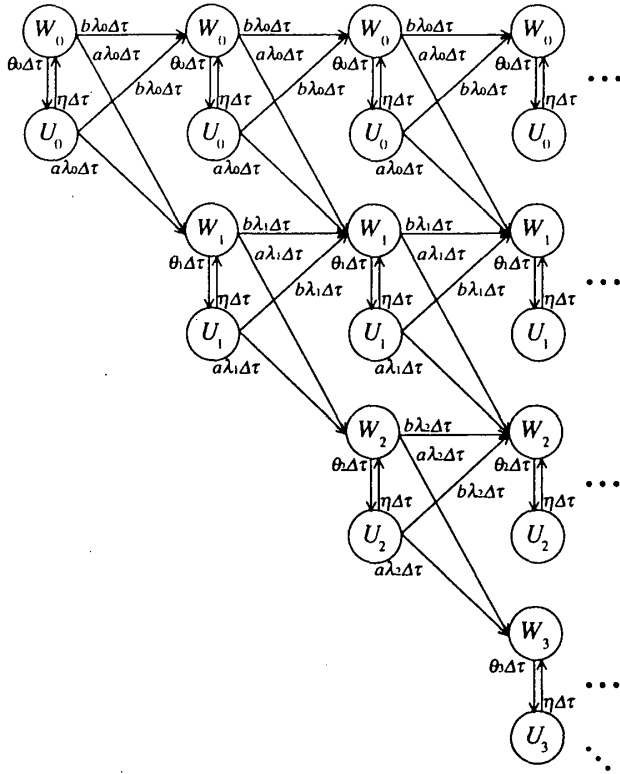 W₀ bλ₀Δτ W₀ bλ₀Δτ W₀ bλ₀Δτ W₀
θ₀Δτ aλ₀Δτ θ₀Δτ aλ₀Δτ θ₀Δτ aλ₀Δτ θ₀Δτ
ηΔτ bλ₀Δτ ηΔτ bλ₀Δτ ηΔτ bλ₀Δτ ηΔτ ...
U₀ U₀ U₀ U₀
aλ₀Δτ aλ₀Δτ aλ₀Δτ
W₁ bλ₁Δτ W₁ bλ₁Δτ W₁
θ₁Δτ aλ₁Δτ θ₁Δτ aλ₁Δτ θ₁Δτ
ηΔτ bλ₁Δτ ηΔτ bλ₁Δτ ηΔτ ...
U₁ U₁ U₁
aλ₁Δτ aλ₁Δτ
W₂ bλ₂Δτ W₂
θ₂Δτ aλ₂Δτ θ₂Δτ
ηΔτ bλ₂Δτ ηΔτ ...
U₂ U₂
aλ₂Δτ
W₃
θ₃Δτ
ηΔτ ...
U₃